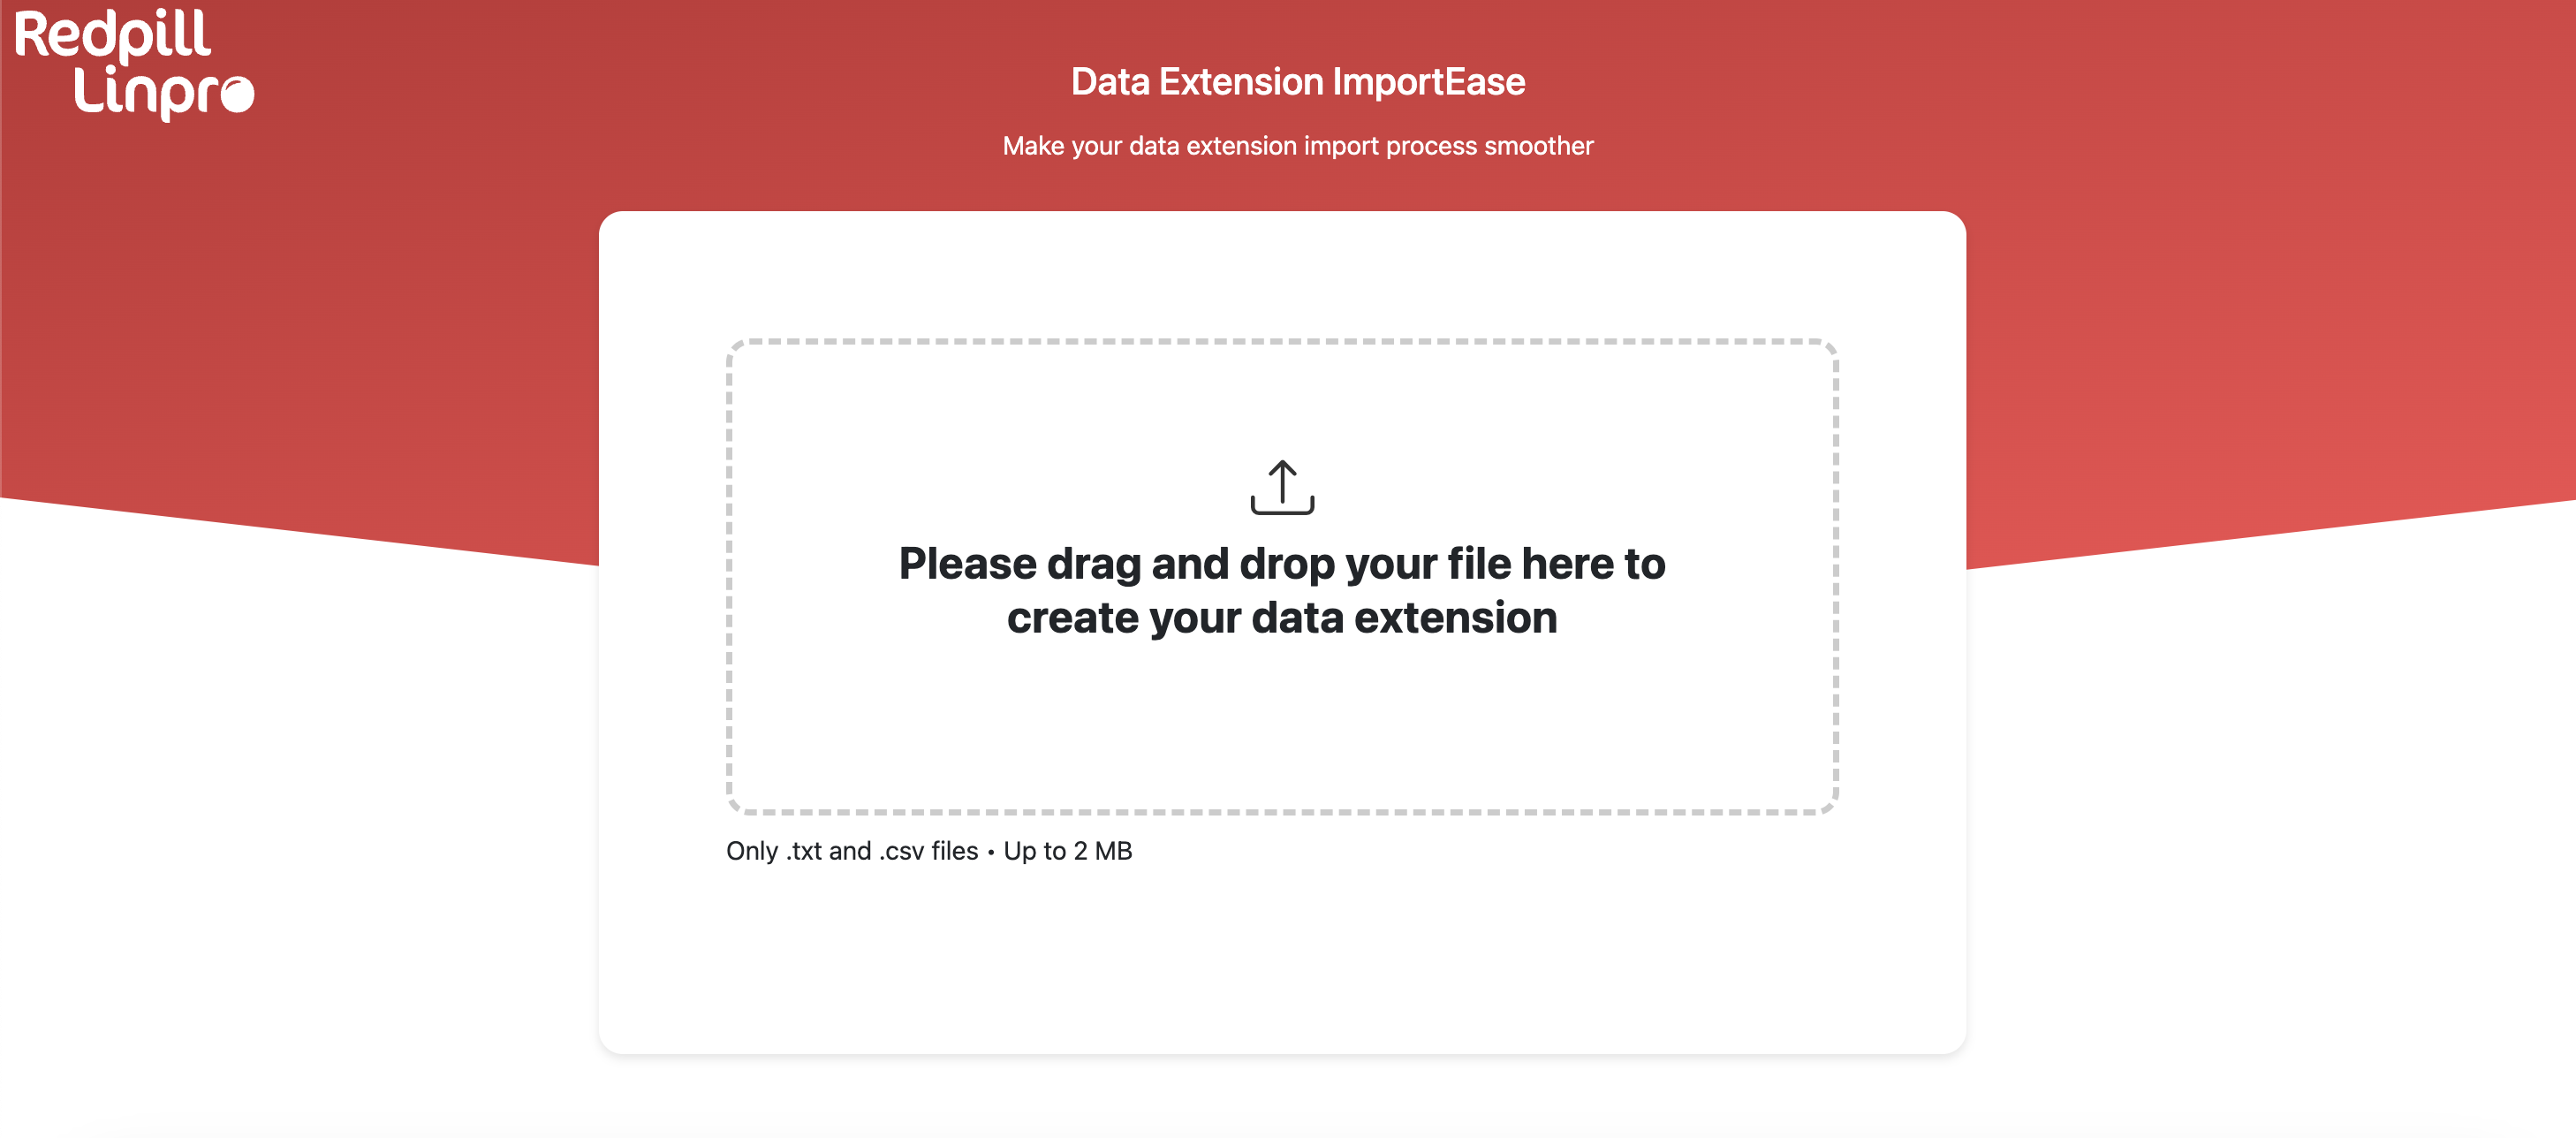 Redpill
Linpro
Data Extension ImportEase
Make your data extension import process smoother
Please drag and drop your file here to
create your data extension
Only .txt and .csv files • Up to 2 MB